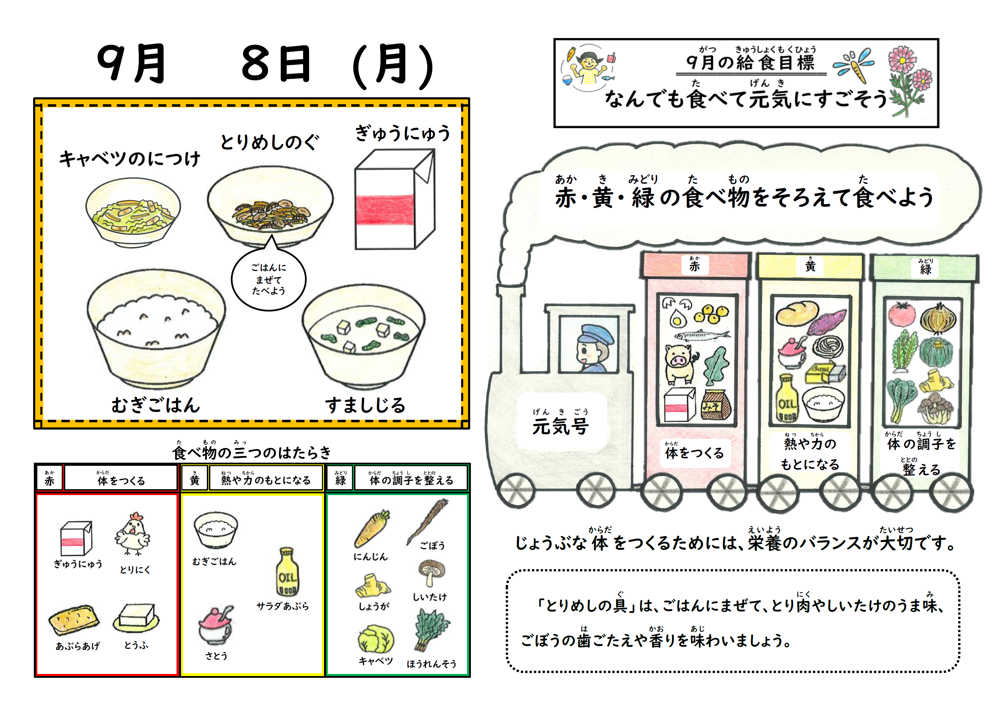 9月 8日 (月)
キャベツのにつけ
とりめしのぐ
ぎゅうにゅう
ごはんに
まぜて
たべよう
むぎごはん
すましじる
た もの みっ
食べ物の三つのはたらき
あか
赤
からだ
体をつくる
き
黄
ねつ ちから
熱や力のもとになる
みどり
緑
からだ ちょうし ととの
体の調子を整える
ぎゅうにゅう
とりにく
あぶらあげ
とうふ
むぎごはん
OIL
サラダあぶら
さとう
にんじん
ごぼう
しょうが
しいたけ
キャベツ
ほうれんそう
がつ きゅうしょくもくひょう
9月の給食目標
た げんき
なんでも食べて元気にすごそう
あか き みどり た もの た
赤・黄・緑の食べ物をそろえて食べよう
げんきごう
元気号
あか
赤
みそ
からだ
体をつくる
き
黄
OIL
ねつ ちから
熱や力の
もとになる
みどり
緑
からだ ちょうし
体の調子を
ととの
整える
からだ えいよう たいせつ
じょうぶな体をつくるためには、栄養のバランスが大切です。
ぐ にく み
「とりめしの具」は、ごはんにまぜて、とり肉やしいたけのうま味、
は かお あじ
ごぼうの歯ごたえや香りを味わいましょう。